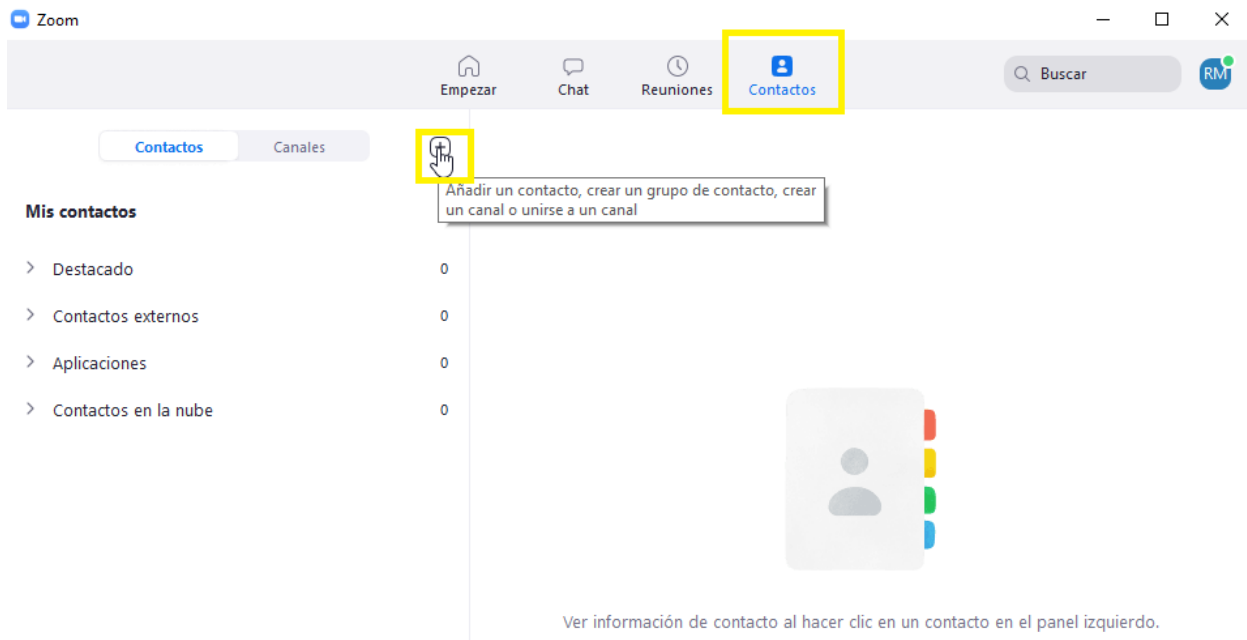 Zoom
Empezar
Chat
Reuniones
Contactos
Buscar
RM
Contactos
Canales
Añadir un contacto, crear un grupo de contacto, crear
un canal o unirse a un canal
Mis contactos
Destacado 0
Contactos externos 0
Aplicaciones 0
Contactos en la nube 0
Ver información de contacto al hacer clic en un contacto en el panel izquierdo.